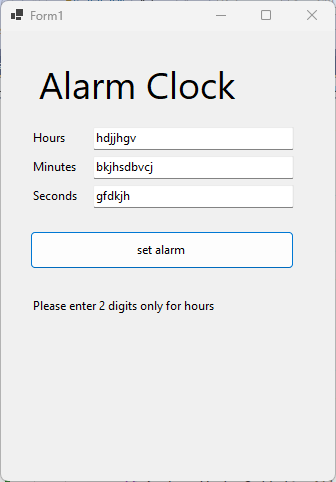 Form1
Alarm Clock
Hours hdjjhgv
Minutes bkjhsdbvcj
Seconds gfdkjh
set alarm
Please enter 2 digits only for hours